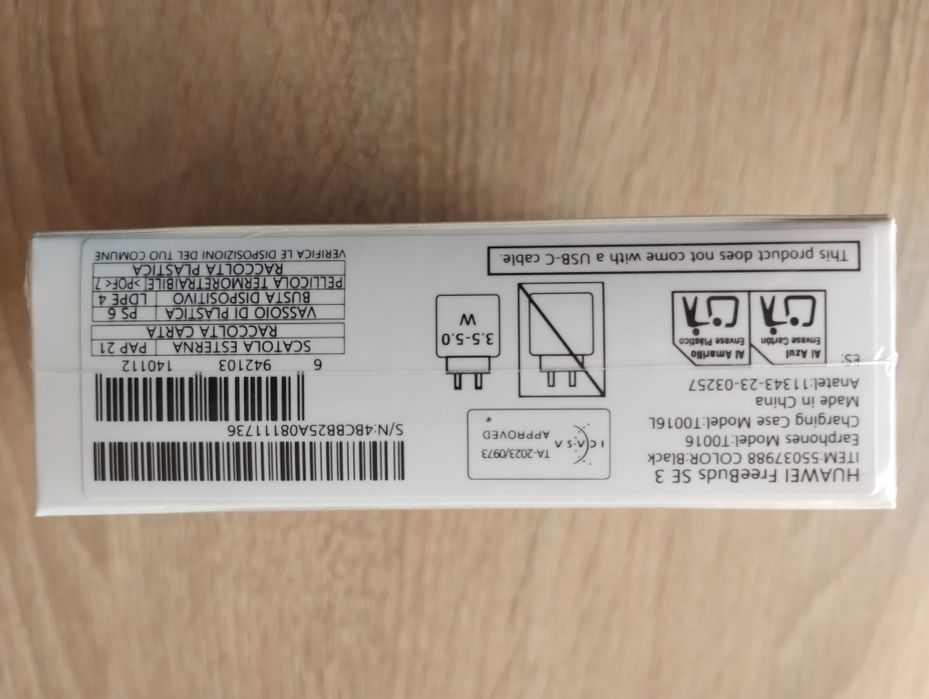 HUAWEI FreeBuds SE 3
ITEM:55037988 COLOR:Black
Earphones Model:T0016
Charging Case Model:T0016L
Made in China
Anatel:11343-23-03257
ES:
Al Azul
Envase Cartón
Al Amarillo
Envase Plástico
This product does not come with a USB-C cable.
ICASA
TA-2023/0973
APPROVED
3.5-5.0
W
S/N:4BCBB25A08111736
6 942103 140112
SCATOLA ESTERNA PAP 21
RACCOLTA CARTA
VASSOIO DI PLASTICA PS 6
BUSTA DISPOSITIVO LDPE 4
PELLICOLA TERMORETRAIBILE >POF< 7
RACCOLTA PLASTICA
VERIFICA LE DISPOSIZIONI DEL TUO COMUNE